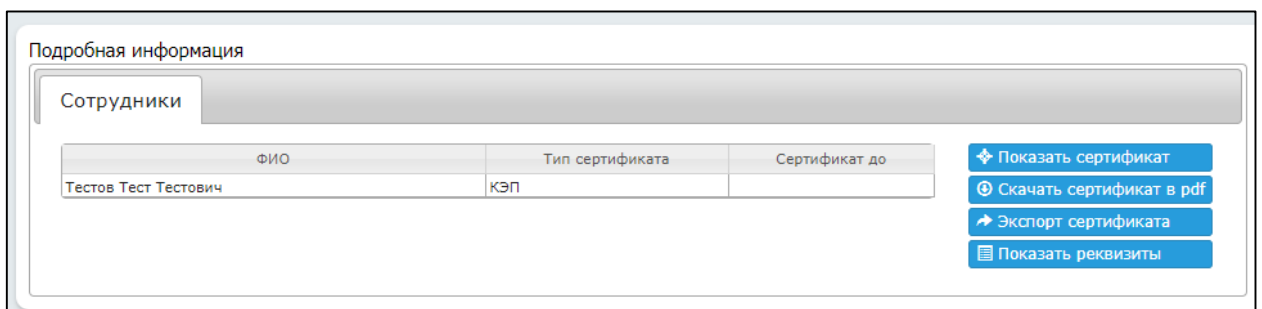 Подробная информация
Сотрудники
ФИО Тип сертификата Сертификат до
Тестов Тест Тестович КЭП
Показать сертификат
Скачать сертификат в pdf
Экспорт сертификата
Показать реквизиты